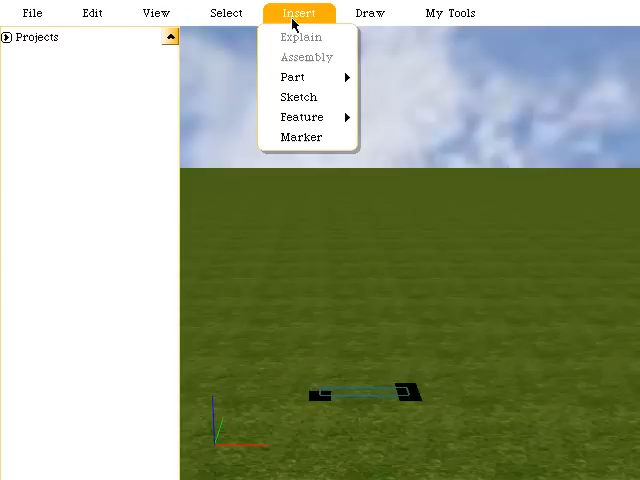 File Edit View Select Insert Draw My Tools
Projects
Explain
Assembly
Part
Sketch
Feature
Marker